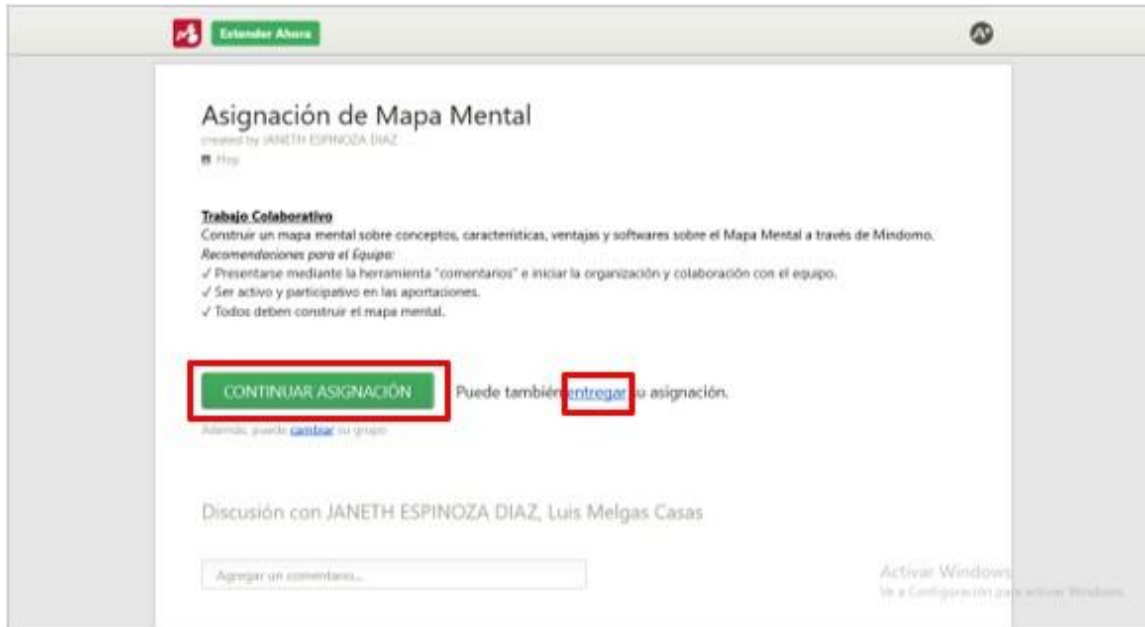 Extender Ahora
Asignación de Mapa Mental
created by JANETH ESPINOZA DIAZ
Hoy
Trabajo Colaborativo
Construir un mapa mental sobre conceptos, características, ventajas y softwares sobre el Mapa Mental a través de Mindomo.
Recomendaciones para el Equipo:
✓ Presentarse mediante la herramienta "comentarios" e iniciar la organización y colaboración con el equipo.
✓ Ser activo y participativo en las aportaciones.
✓ Todos deben construir el mapa mental.
CONTINUAR ASIGNACIÓN Puede también entregar su asignación.
Además, puede cambiar su grupo
Discusión con JANETH ESPINOZA DIAZ, Luis Melgas Casas
Agregar un comentario...
Activar Windows
Ve a Configuración para activar Windows.